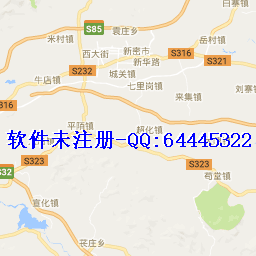 白寨镇
S85
袁庄乡
岳村镇
米村镇
新密市
西大街
新华路
S316
S321
城关镇
S232
七里岗镇
牛店镇
来集镇
刘寨镇
316
平陌镇
超化镇
软件未注册-QQ:64445322
S323
S323
S32
苟堂镇
宣化镇
茶庄乡